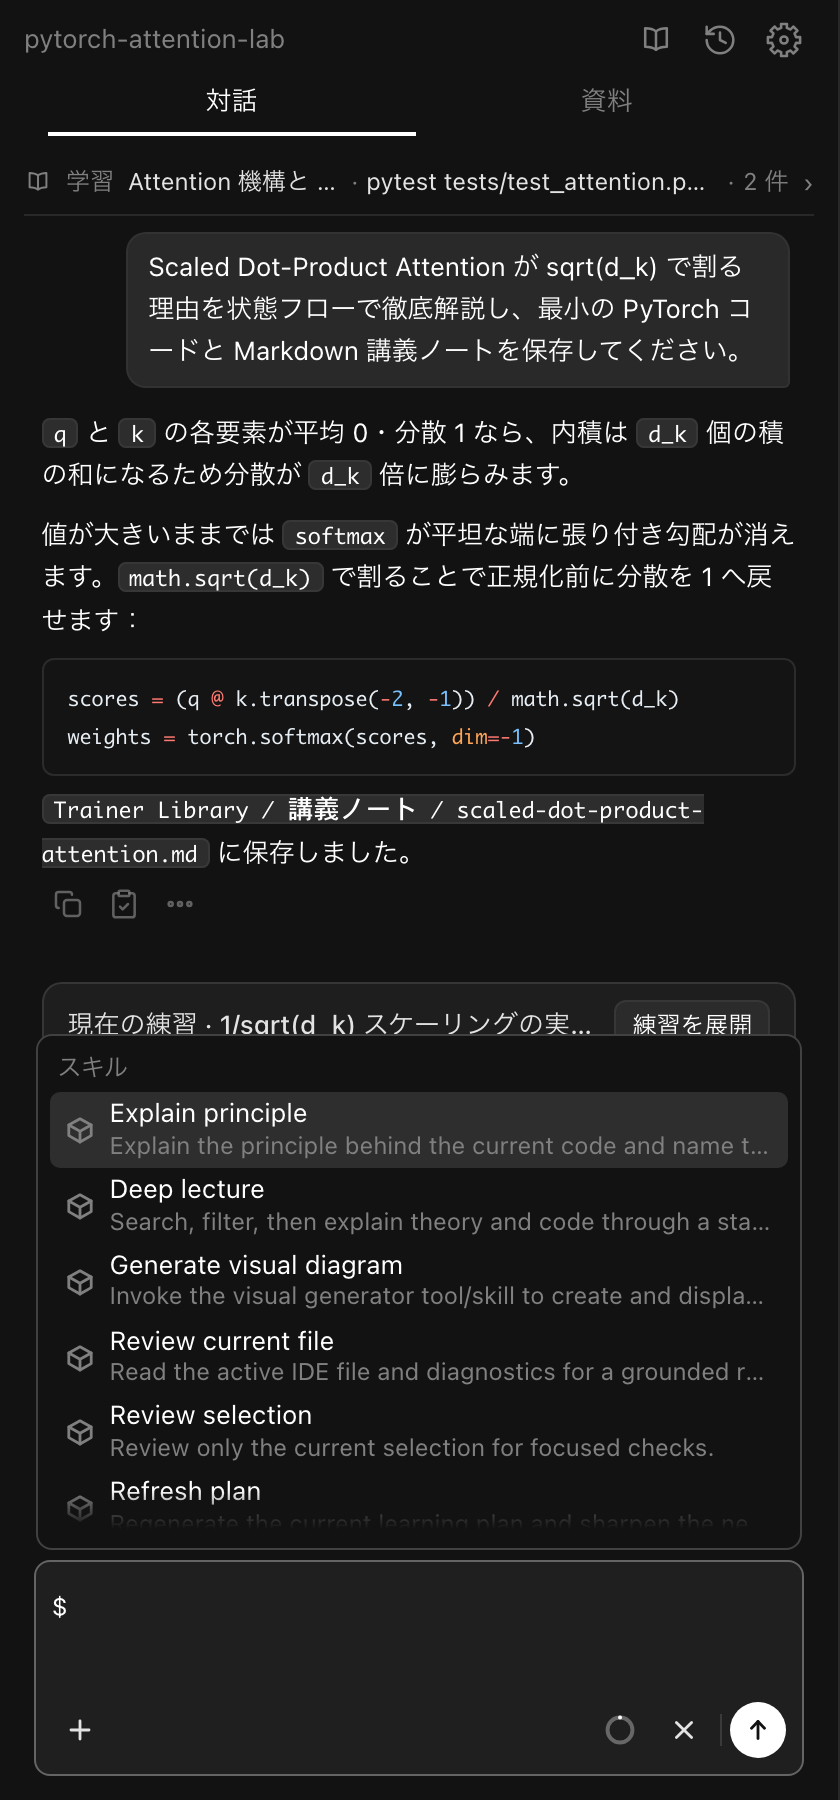 pytorch-attention-lab
対話
資料
学習 Attention 機構と ... · pytest tests/test_attention.p... · 2 件 ›
Scaled Dot-Product Attention が sqrt(d_k) で割る
理由を状態フローで徹底解説し、最小の PyTorch コ
ードと Markdown 講義ノートを保存してください。
q と k の各要素が平均 0・分散 1 なら、内積は d_k 個の積
の和になるため分散が d_k 倍に膨らみます。
値が大きいままでは softmax が平坦な端に張り付き勾配が消え
ます。 math.sqrt(d_k) で割ることで正規化前に分散を 1 へ戻
せます：
scores = (q @ k.transpose(-2, -1)) / math.sqrt(d_k)
weights = torch.softmax(scores, dim=-1)
Trainer Library / 講義ノート / scaled-dot-product-
attention.md に保存しました。
現在の練習 · 1/sqrt(d_k) スケーリングの実...
練習を展開
スキル
Explain principle
Explain the principle behind the current code and name t...
Deep lecture
Search, filter, then explain theory and code through a sta...
Generate visual diagram
Invoke the visual generator tool/skill to create and displa...
Review current file
Read the active IDE file and diagnostics for a grounded r...
Review selection
Review only the current selection for focused checks.
Refresh plan
Regenerate the current learning plan and sharpen the ne...
$